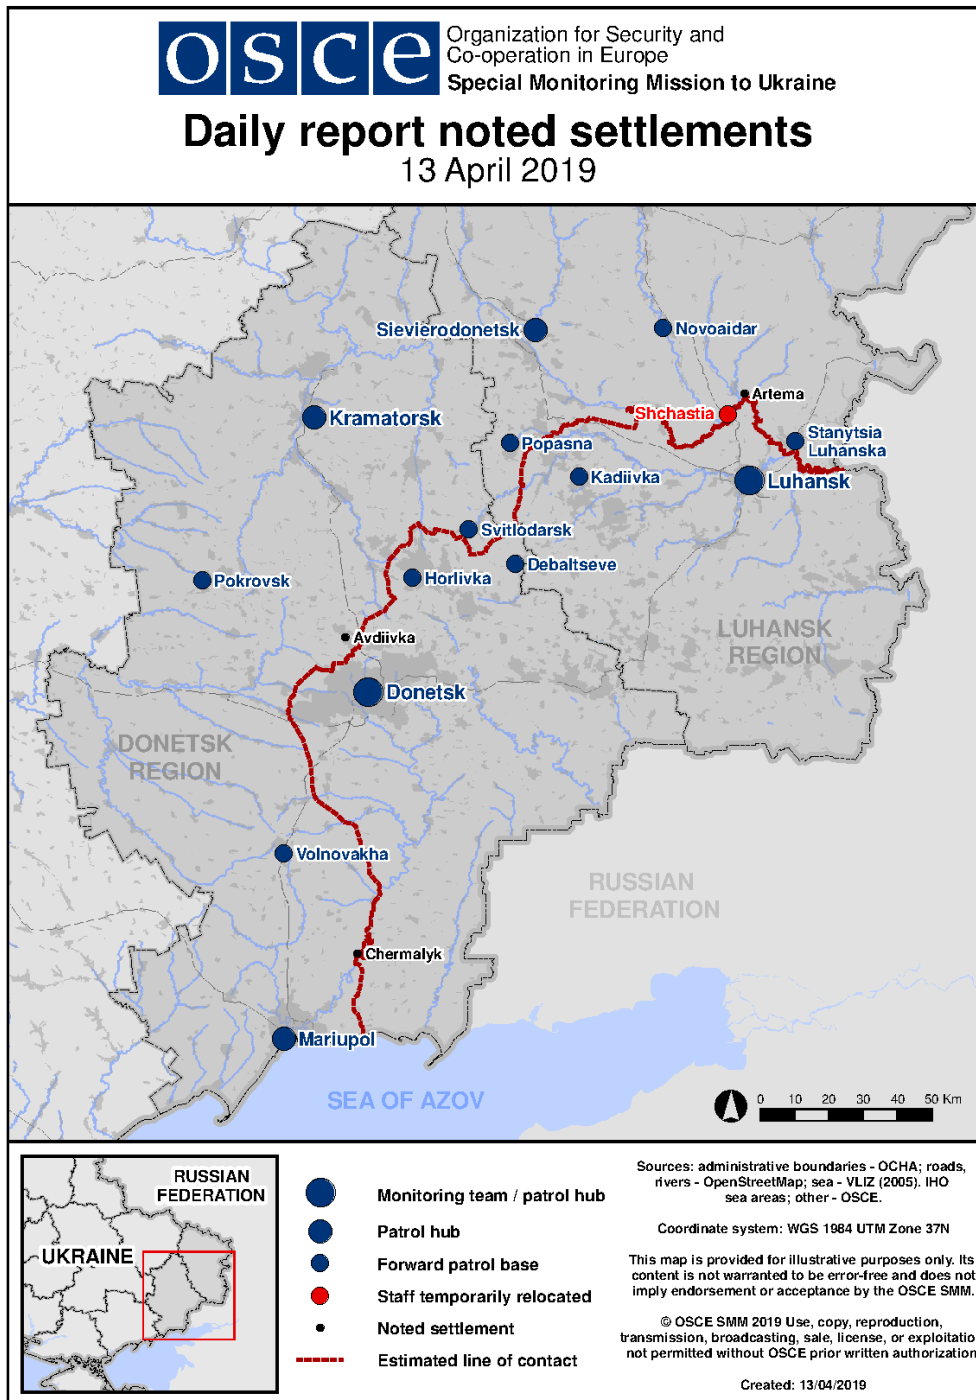 osce
Organization for Security and
Co-operation in Europe
Special Monitoring Mission to Ukraine
Daily report noted settlements
13 April 2019
Sievierodonetsk
Novoaidar
Artema
Shchastia
Kramatorsk
Stanytsia
Luhanska
Popasna
Kadiivka
Luhansk
Svitlodarsk
Debaltseve
Pokrovsk
Horlivka
Avdiivka
LUHANSK
REGION
Donetsk
DONETSK
REGION
Volnovakha
RUSSIAN
FEDERATION
Chermalyk
Mariupol
SEA OF AZOV
0 10 20 30 40 50 Km
RUSSIAN
FEDERATION
UKRAINE
Monitoring team / patrol hub
Patrol hub
Forward patrol base
Staff temporarily relocated
Noted settlement
Estimated line of contact
Sources: administrative boundaries - OCHA; roads,
rivers - OpenStreetMap; sea - VLIZ (2005). IHO
sea areas; other - OSCE.
Coordinate system: WGS 1984 UTM Zone 37N
This map is provided for illustrative purposes only. Its
content is not warranted to be error-free and does not
imply endorsement or acceptance by the OSCE SMM.
© OSCE SMM 2019 Use, copy, reproduction,
transmission, broadcasting, sale, license, or exploitatio
not permitted without OSCE prior written authorization
Created: 13/04/2019